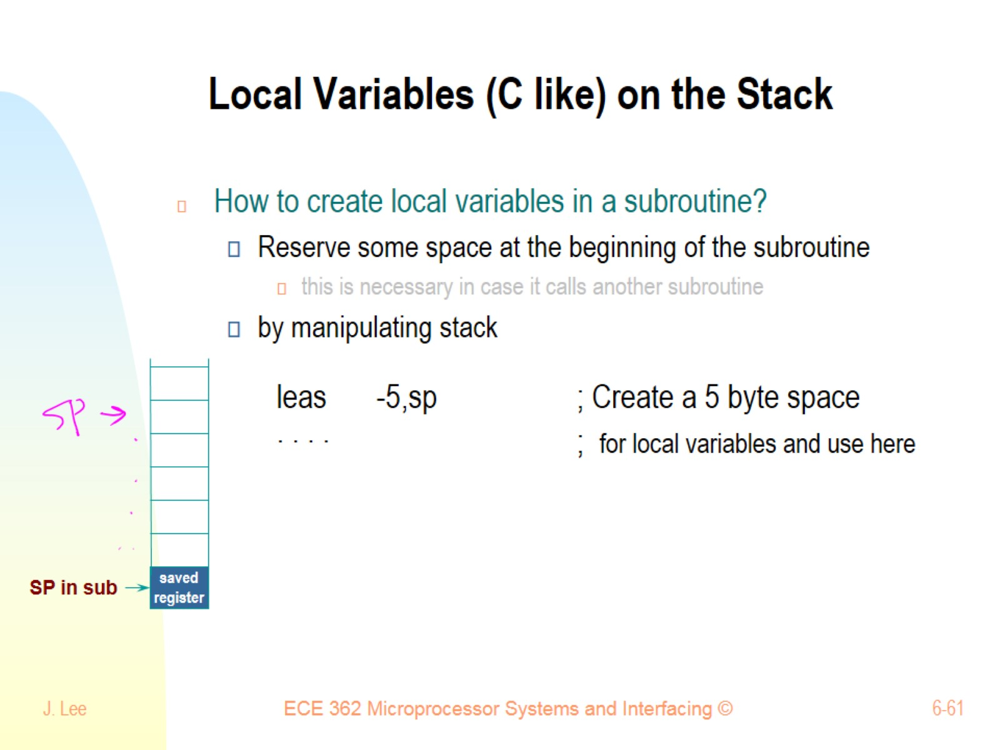 Local Variables (C like) on the Stack
How to create local variables in a subroutine?
Reserve some space at the beginning of the subroutine
this is necessary in case it calls another subroutine
by manipulating stack
leas -5,sp ; Create a 5 byte space
. . . . ; for local variables and use here
SP →
SP in sub
saved
register
J. Lee
ECE 362 Microprocessor Systems and Interfacing ©
6-61